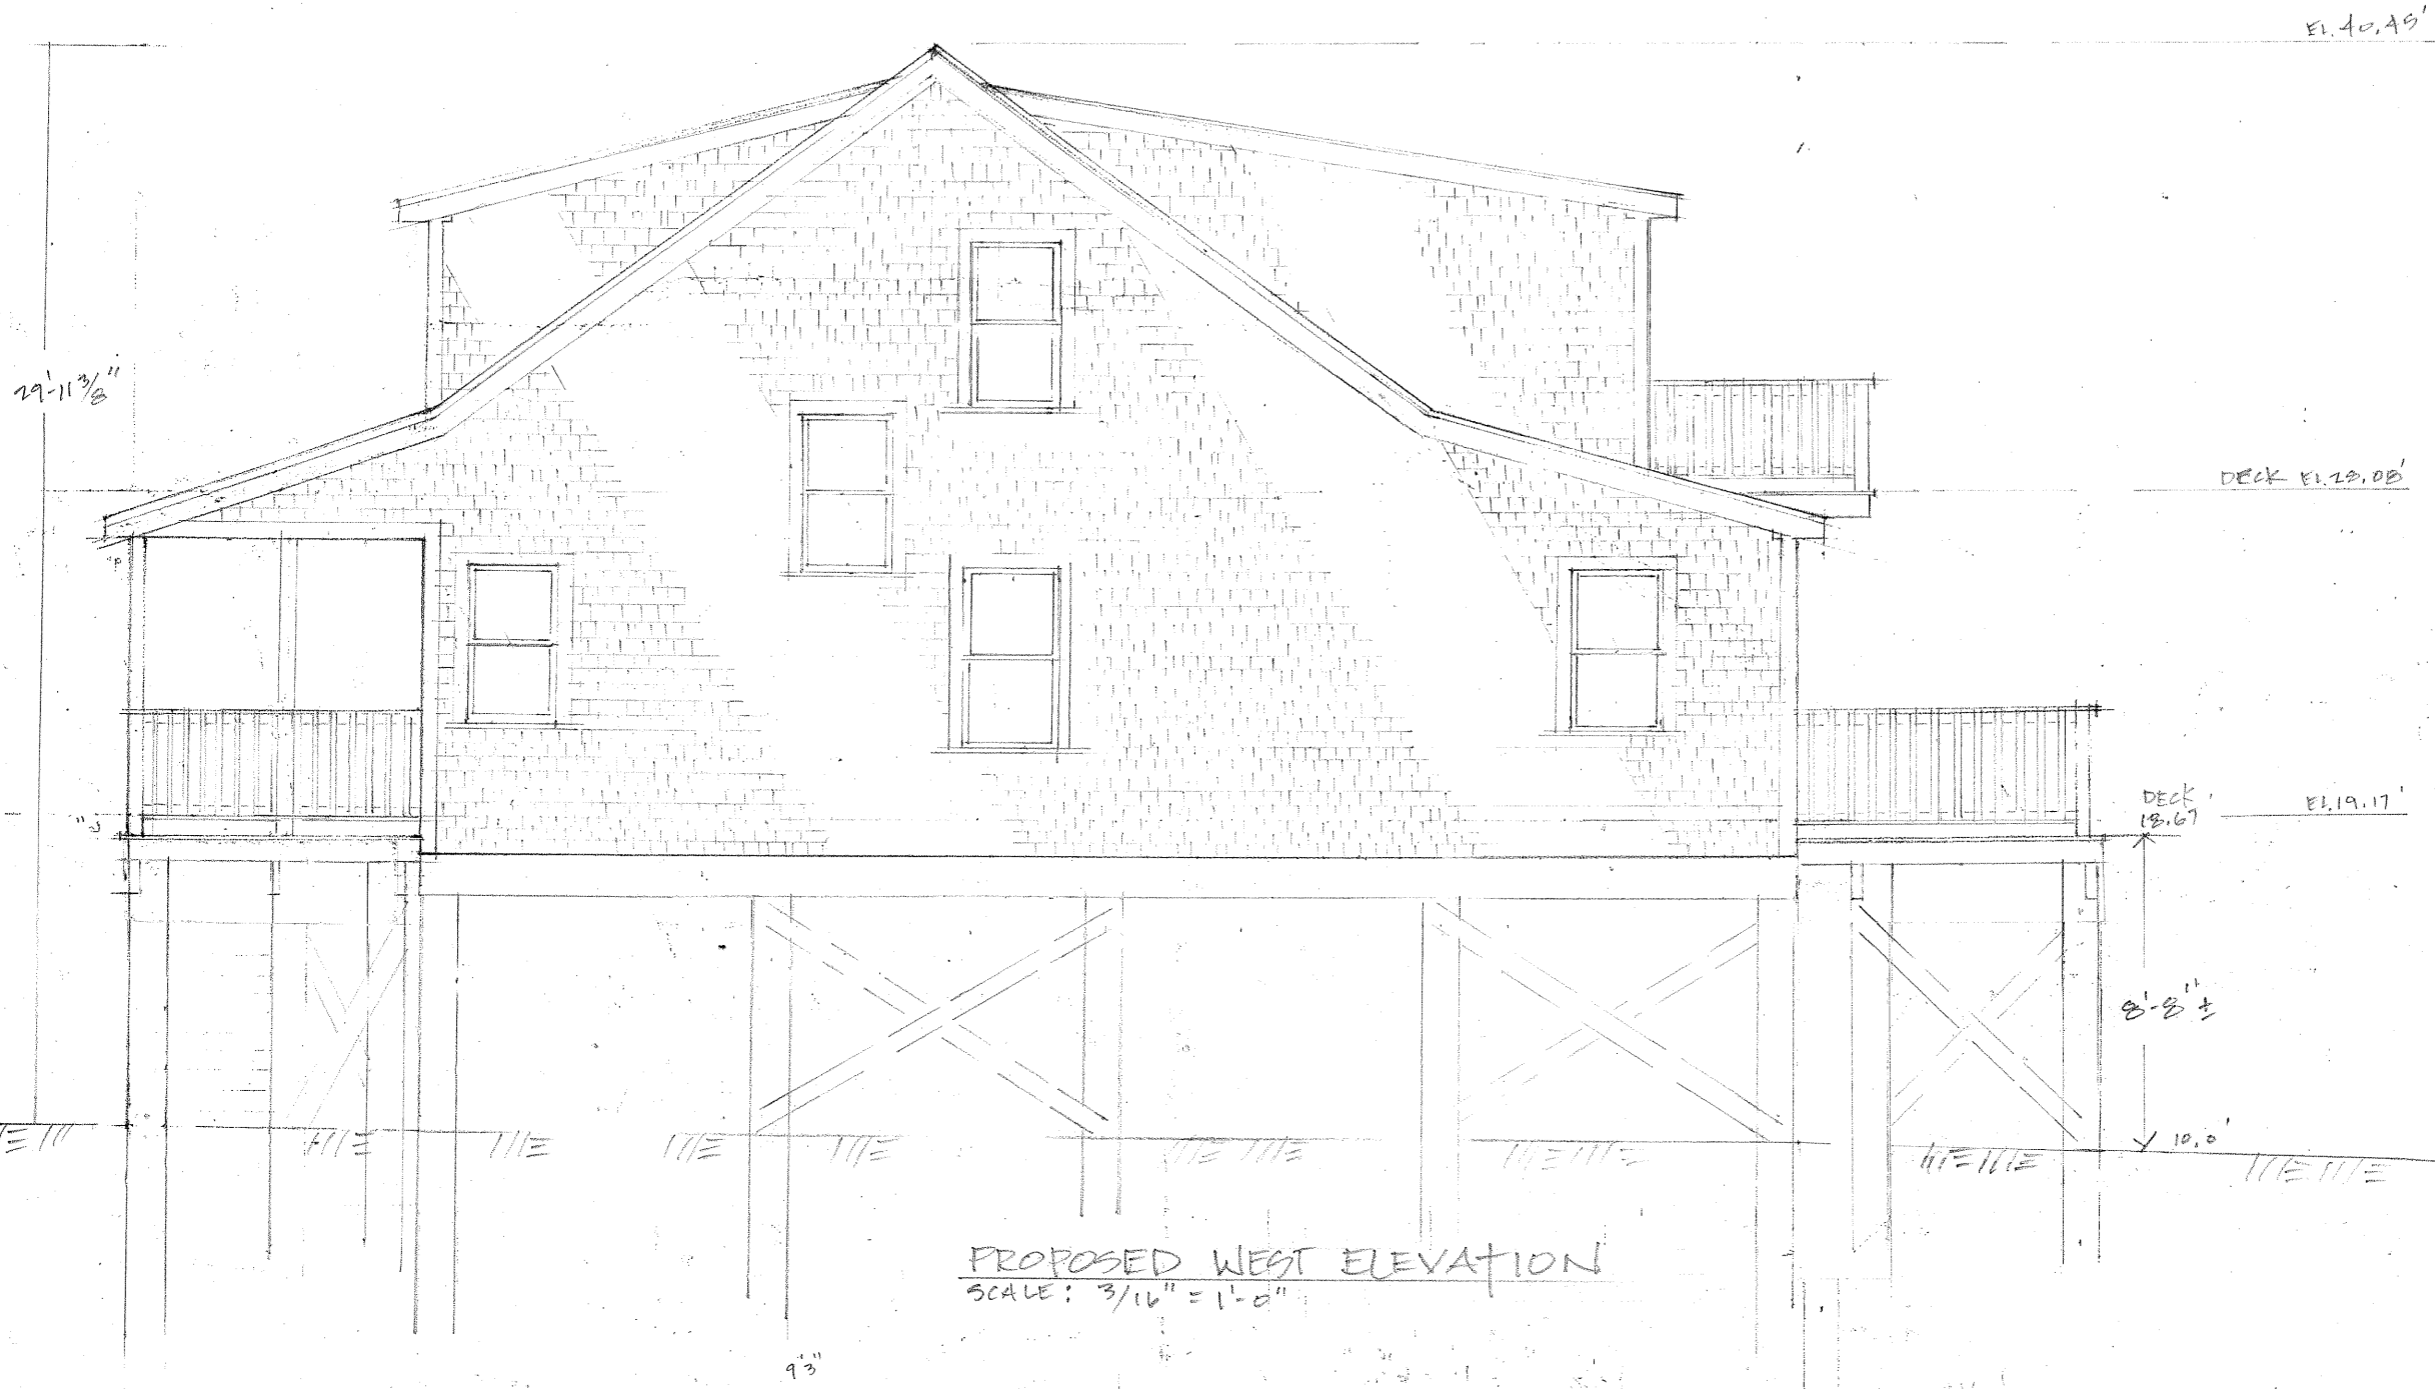 EL. 40.45'
29'-11 3/8"
DECK EL.28.08'
DECK
18.67
EL.19.17'
8'-8" ±
10.0'
PROPOSED WEST ELEVATION
SCALE: 3/16" = 1'-0"
9'3"